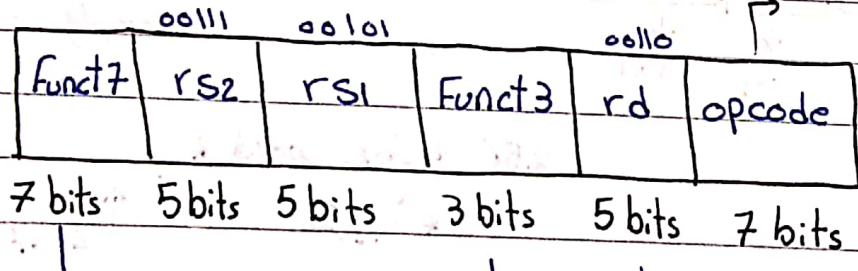 00111 00101 00110
Funct7 rs2 rs1 Funct3 rd opcode
7 bits 5 bits 5 bits 3 bits 5 bits 7 bits